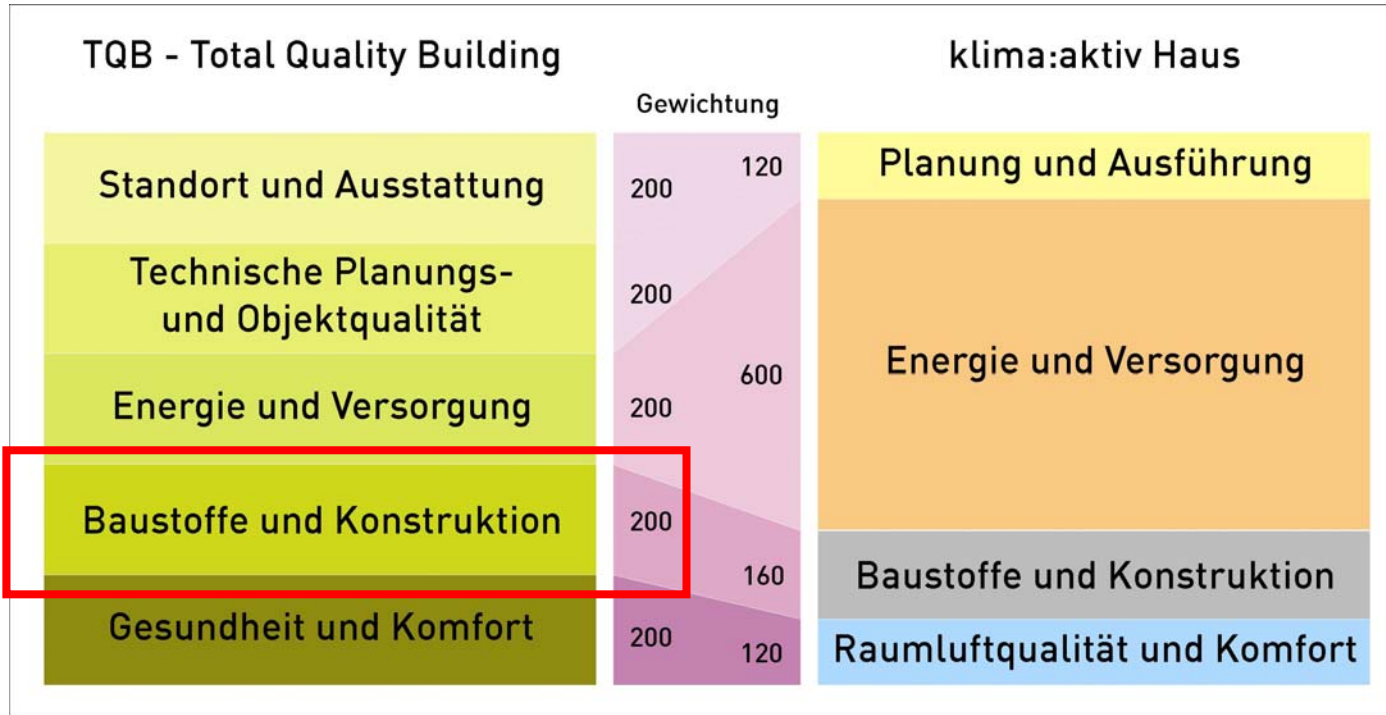 TQB - Total Quality Building
klima:aktiv Haus
Gewichtung
Standort und Ausstattung
200
120
Planung und Ausführung
Technische Planungs-
und Objektqualität
200
Energie und Versorgung
200
600
Energie und Versorgung
Baustoffe und Konstruktion
200
160
Baustoffe und Konstruktion
Gesundheit und Komfort
200
120
Raumluftqualität und Komfort